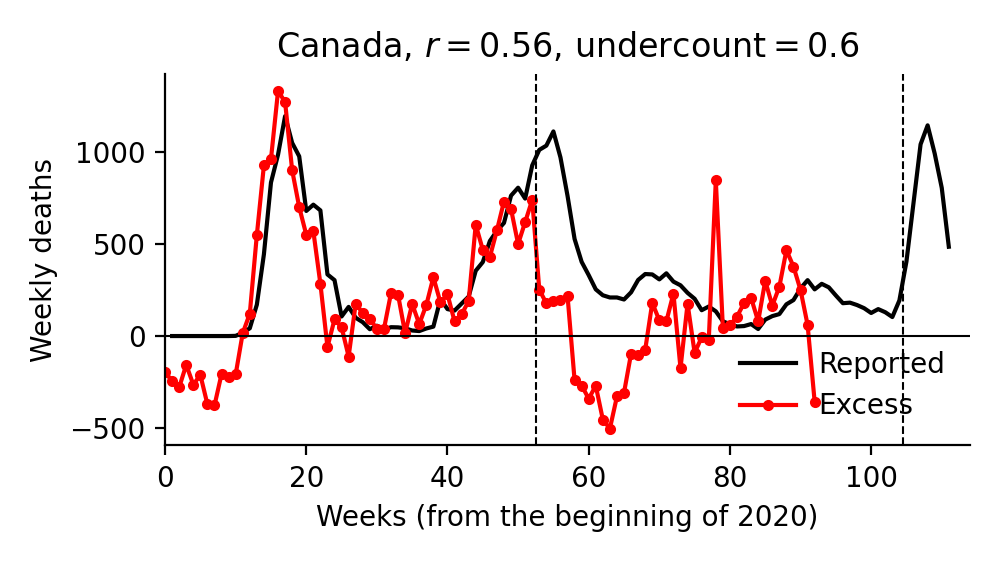 Canada, r = 0.56, undercount = 0.6
Weekly deaths
1000
500
0
−500
Reported
Excess
0 20 40 60 80 100
Weeks (from the beginning of 2020)